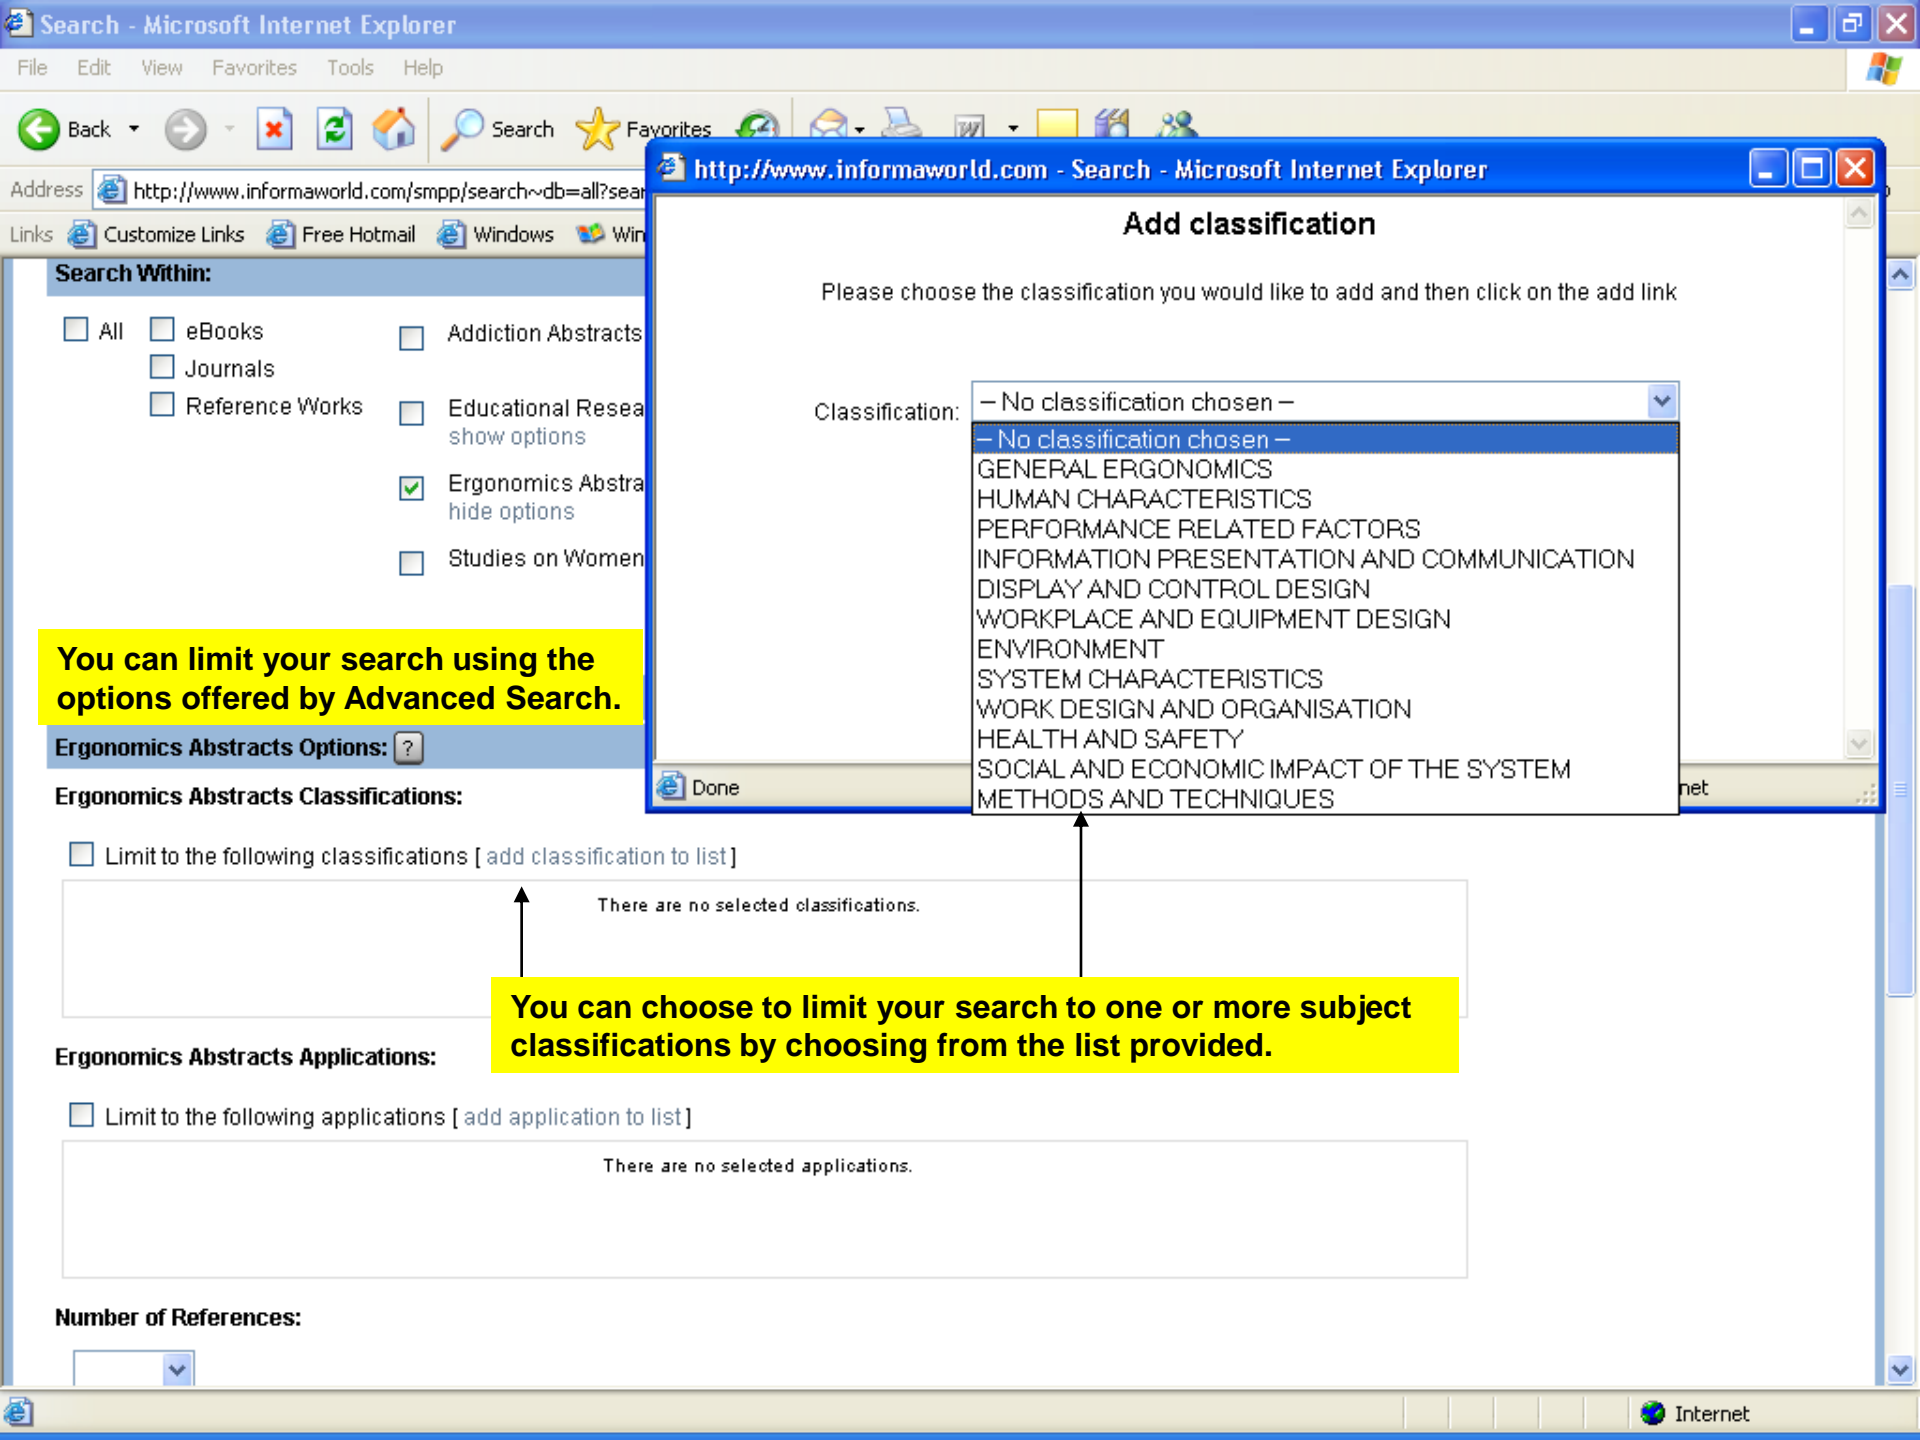 Search - Microsoft Internet Explorer
File Edit View Favorites Tools Help
Back Search Favorites
Address http://www.informaworld.com/smpp/search~db=all?sear
Links Customize Links Free Hotmail Windows Win
http://www.informaworld.com - Search - Microsoft Internet Explorer
Add classification
Please choose the classification you would like to add and then click on the add link
Classification: – No classification chosen –
– No classification chosen –
GENERAL ERGONOMICS
HUMAN CHARACTERISTICS
PERFORMANCE RELATED FACTORS
INFORMATION PRESENTATION AND COMMUNICATION
DISPLAY AND CONTROL DESIGN
WORKPLACE AND EQUIPMENT DESIGN
ENVIRONMENT
SYSTEM CHARACTERISTICS
WORK DESIGN AND ORGANISATION
HEALTH AND SAFETY
SOCIAL AND ECONOMIC IMPACT OF THE SYSTEM
METHODS AND TECHNIQUES
Done net
Search Within:
All eBooks Addiction Abstracts
Journals
Reference Works Educational Resea
show options
Ergonomics Abstra
hide options
Studies on Women
You can limit your search using the
options offered by Advanced Search.
Ergonomics Abstracts Options: ?
Ergonomics Abstracts Classifications:
Limit to the following classifications [ add classification to list ]
There are no selected classifications.
You can choose to limit your search to one or more subject
classifications by choosing from the list provided.
Ergonomics Abstracts Applications:
Limit to the following applications [ add application to list ]
There are no selected applications.
Number of References:
Internet